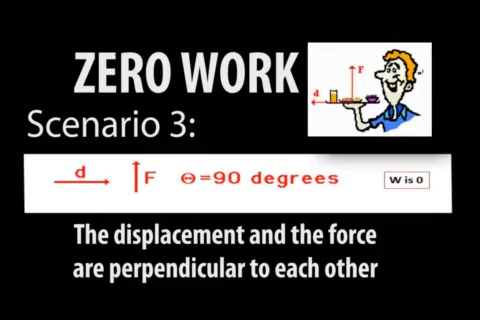 ZERO WORK
F
d
Scenario 3:
d F Θ=90 degrees W is 0
The displacement and the force
are perpendicular to each other